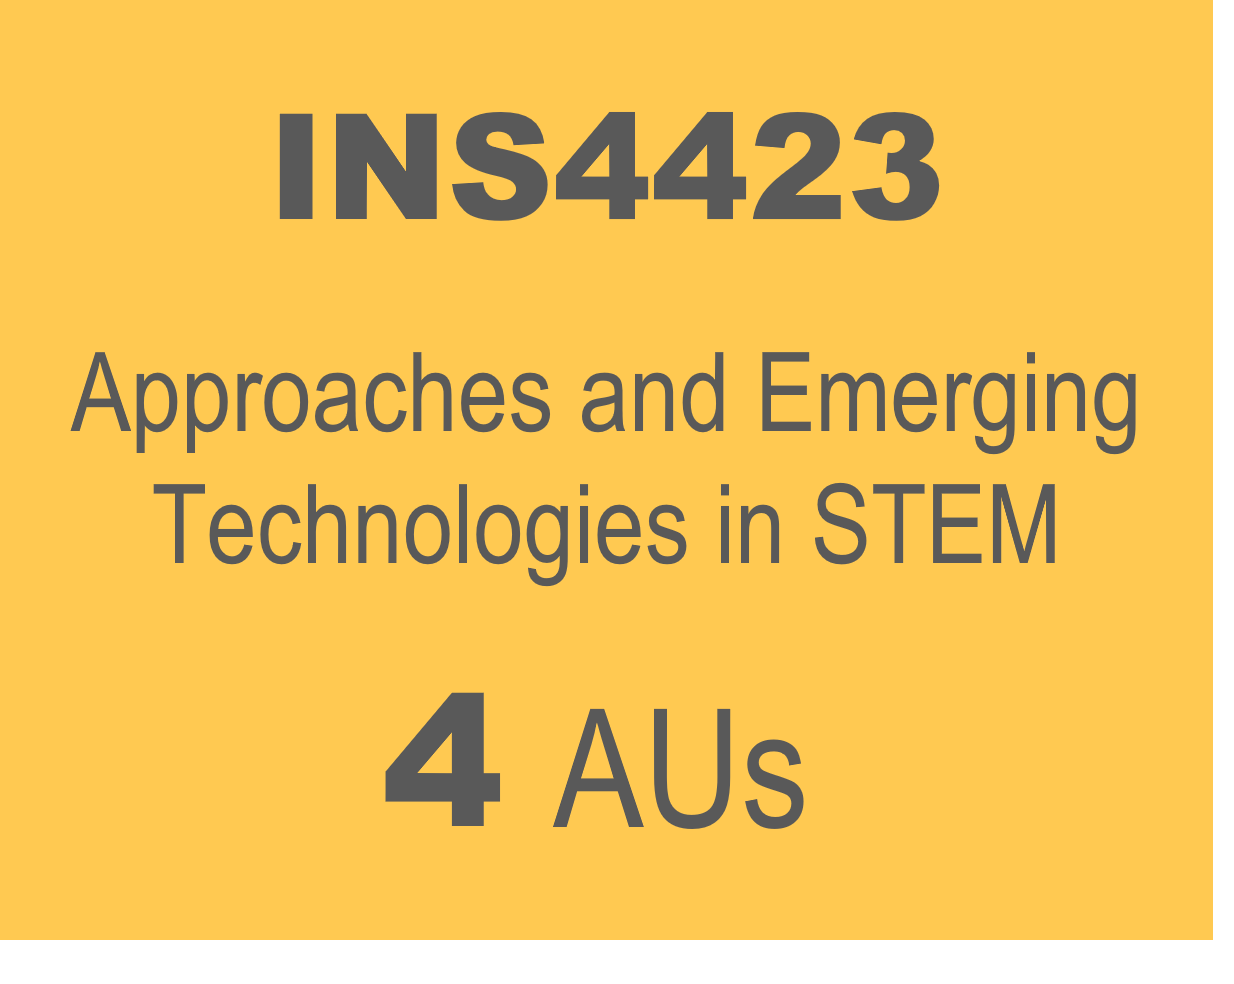 INS4423
Approaches and Emerging
Technologies in STEM
4 AUs